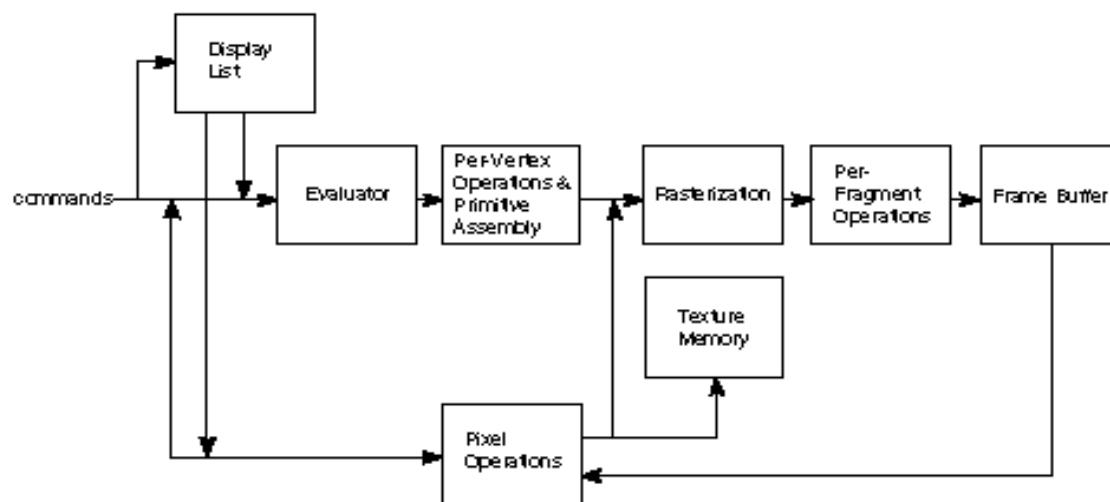 Display
List
commands
Evaluator
Per-Vertex
Operations &
Primitive
Assembly
Rasterization
Per-
Fragment
Operations
Frame Buffer
Texture
Memory
Pixel
Operations